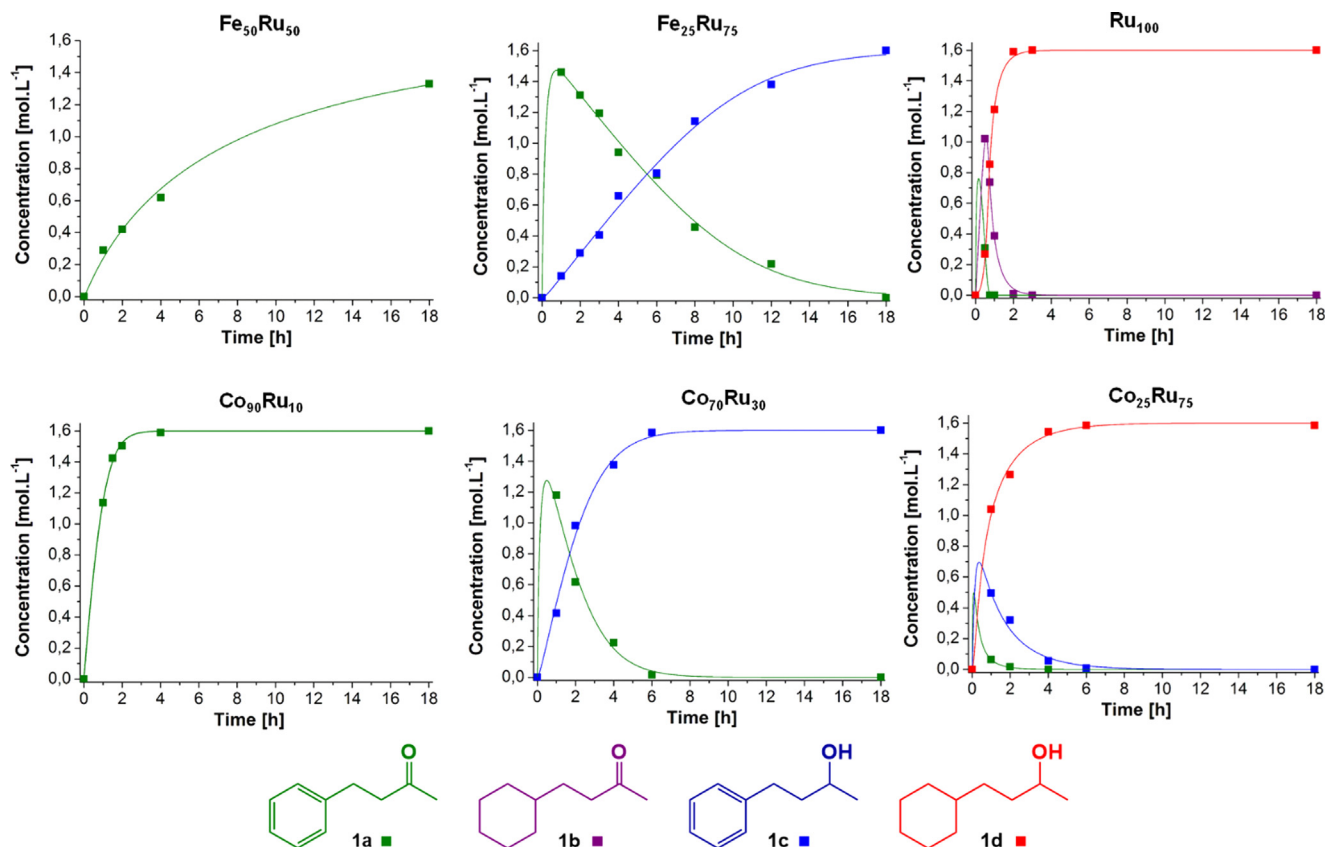 Fe₅₀Ru₅₀
Concentration [mol.L⁻¹]
1,6
1,4
1,2
1,0
0,8
0,6
0,4
0,2
0,0
0 2 4 6 8 10 12 14 16 18
Time [h]
Fe₂₅Ru₇₅
Concentration [mol.L⁻¹]
1,6
1,4
1,2
1,0
0,8
0,6
0,4
0,2
0,0
0 2 4 6 8 10 12 14 16 18
Time [h]
Ru₁₀₀
Concentration [mol.L⁻¹]
1,6
1,4
1,2
1,0
0,8
0,6
0,4
0,2
0,0
0 2 4 6 8 10 12 14 16 18
Time [h]
Co₉₀Ru₁₀
Concentration [mol.L⁻¹]
1,6
1,4
1,2
1,0
0,8
0,6
0,4
0,2
0,0
0 2 4 6 8 10 12 14 16 18
Time [h]
Co₇₀Ru₃₀
Concentration [mol.L⁻¹]
1,6
1,4
1,2
1,0
0,8
0,6
0,4
0,2
0,0
0 2 4 6 8 10 12 14 16 18
Time [h]
Co₂₅Ru₇₅
Concentration [mol.L⁻¹]
1,6
1,4
1,2
1,0
0,8
0,6
0,4
0,2
0,0
0 2 4 6 8 10 12 14 16 18
Time [h]
O O OH OH
1a 1b 1c 1d